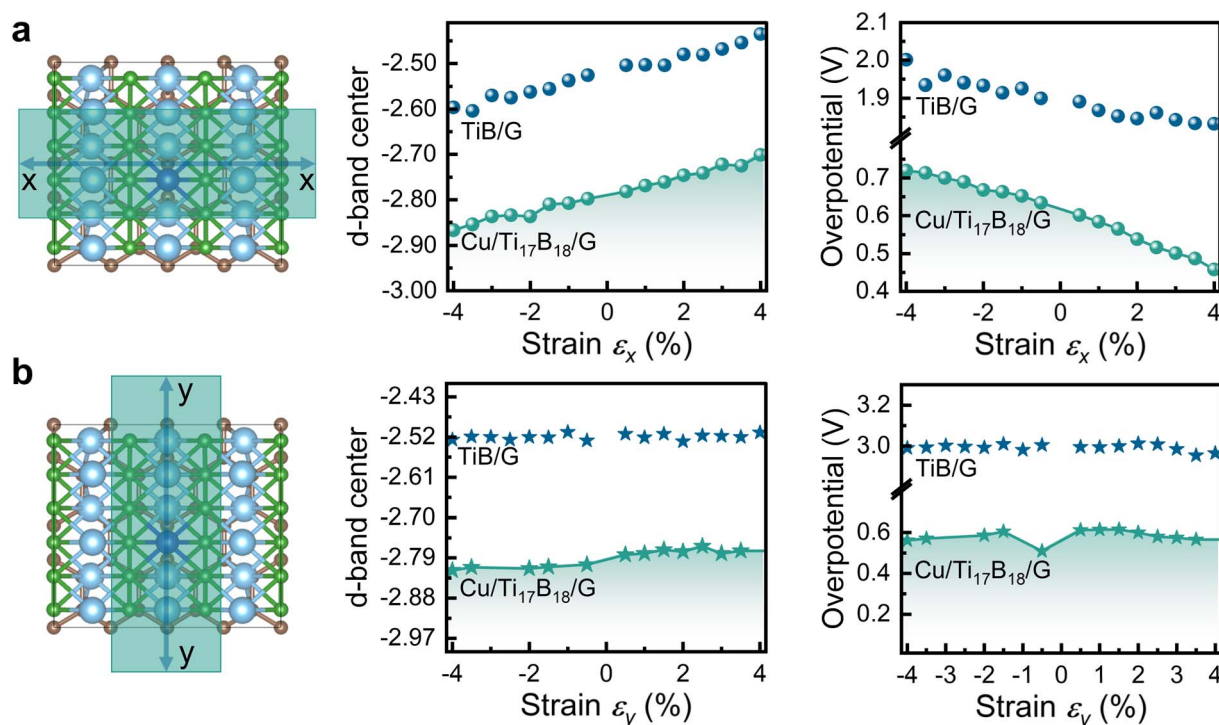 a
x x
d-band center
-2.50
-2.60
-2.70
-2.80
-2.90
-3.00
TiB/G
Cu/Ti₁₇B₁₈/G
-4 -2 0 2 4
Strain εₓ (%)
Overpotential (V)
2.1
2.0
1.9
0.7
0.6
0.5
0.4
TiB/G
Cu/Ti₁₇B₁₈/G
-4 -2 0 2 4
Strain εₓ (%)
b
y
y
d-band center
-2.43
-2.52
-2.61
-2.70
-2.79
-2.88
-2.97
TiB/G
Cu/Ti₁₇B₁₈/G
-4 -2 0 2 4
Strain εᵧ (%)
Overpotential (V)
3.2
3.0
0.6
0.4
0.2
TiB/G
Cu/Ti₁₇B₁₈/G
-4 -3 -2 -1 1 2 3 4
Strain εᵧ (%)